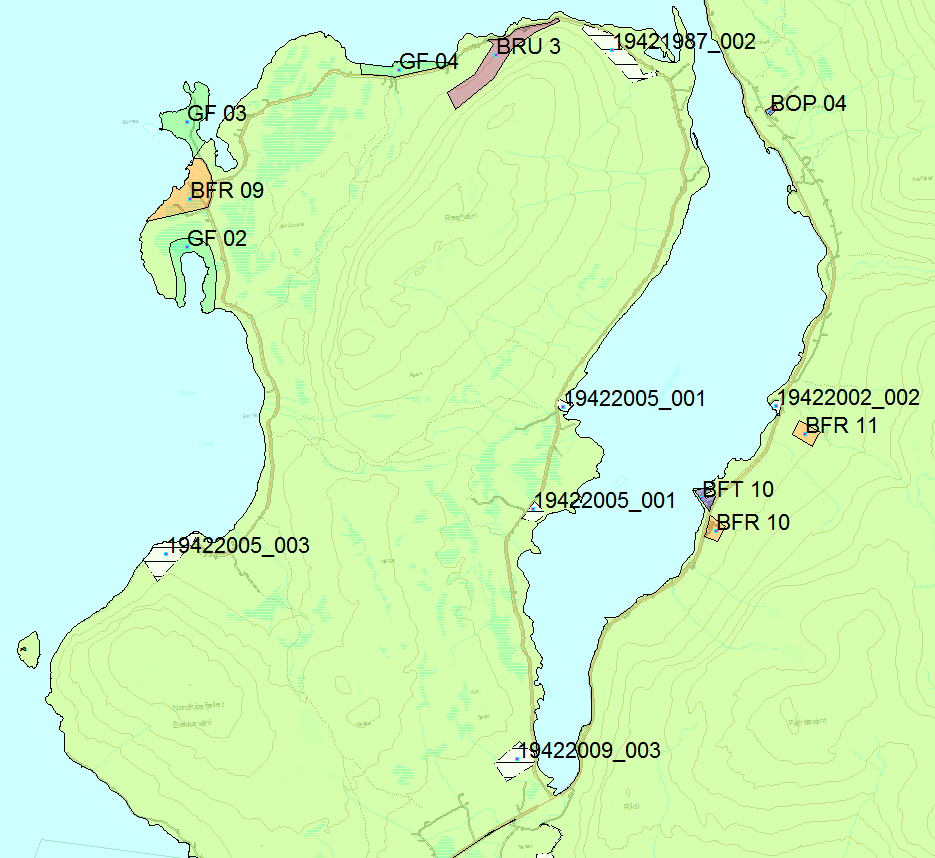 BRU 3
19421987_002
GF 04
BOP 04
GF 03
BFR 09
GF 02
19422005_001
19422002_002
BFR 11
BFT 10
19422005_001
BFR 10
19422005_003
19422009_003